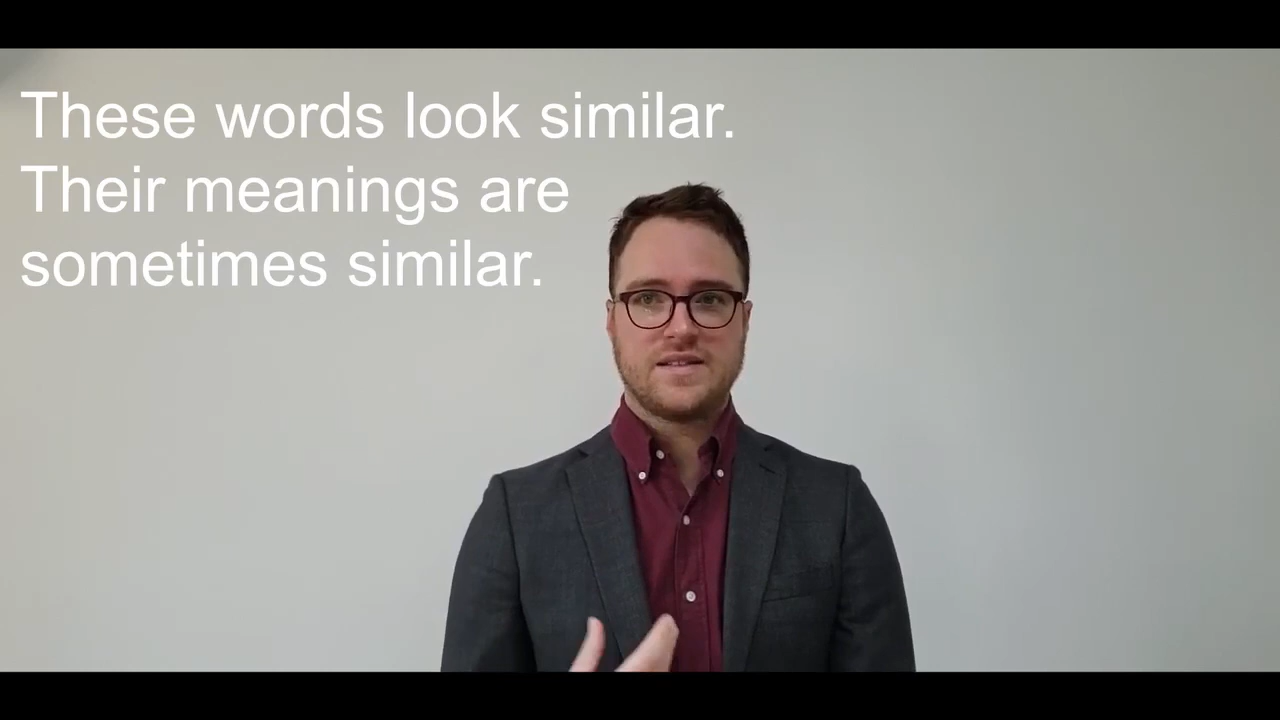 These words look similar.
Their meanings are
sometimes similar.